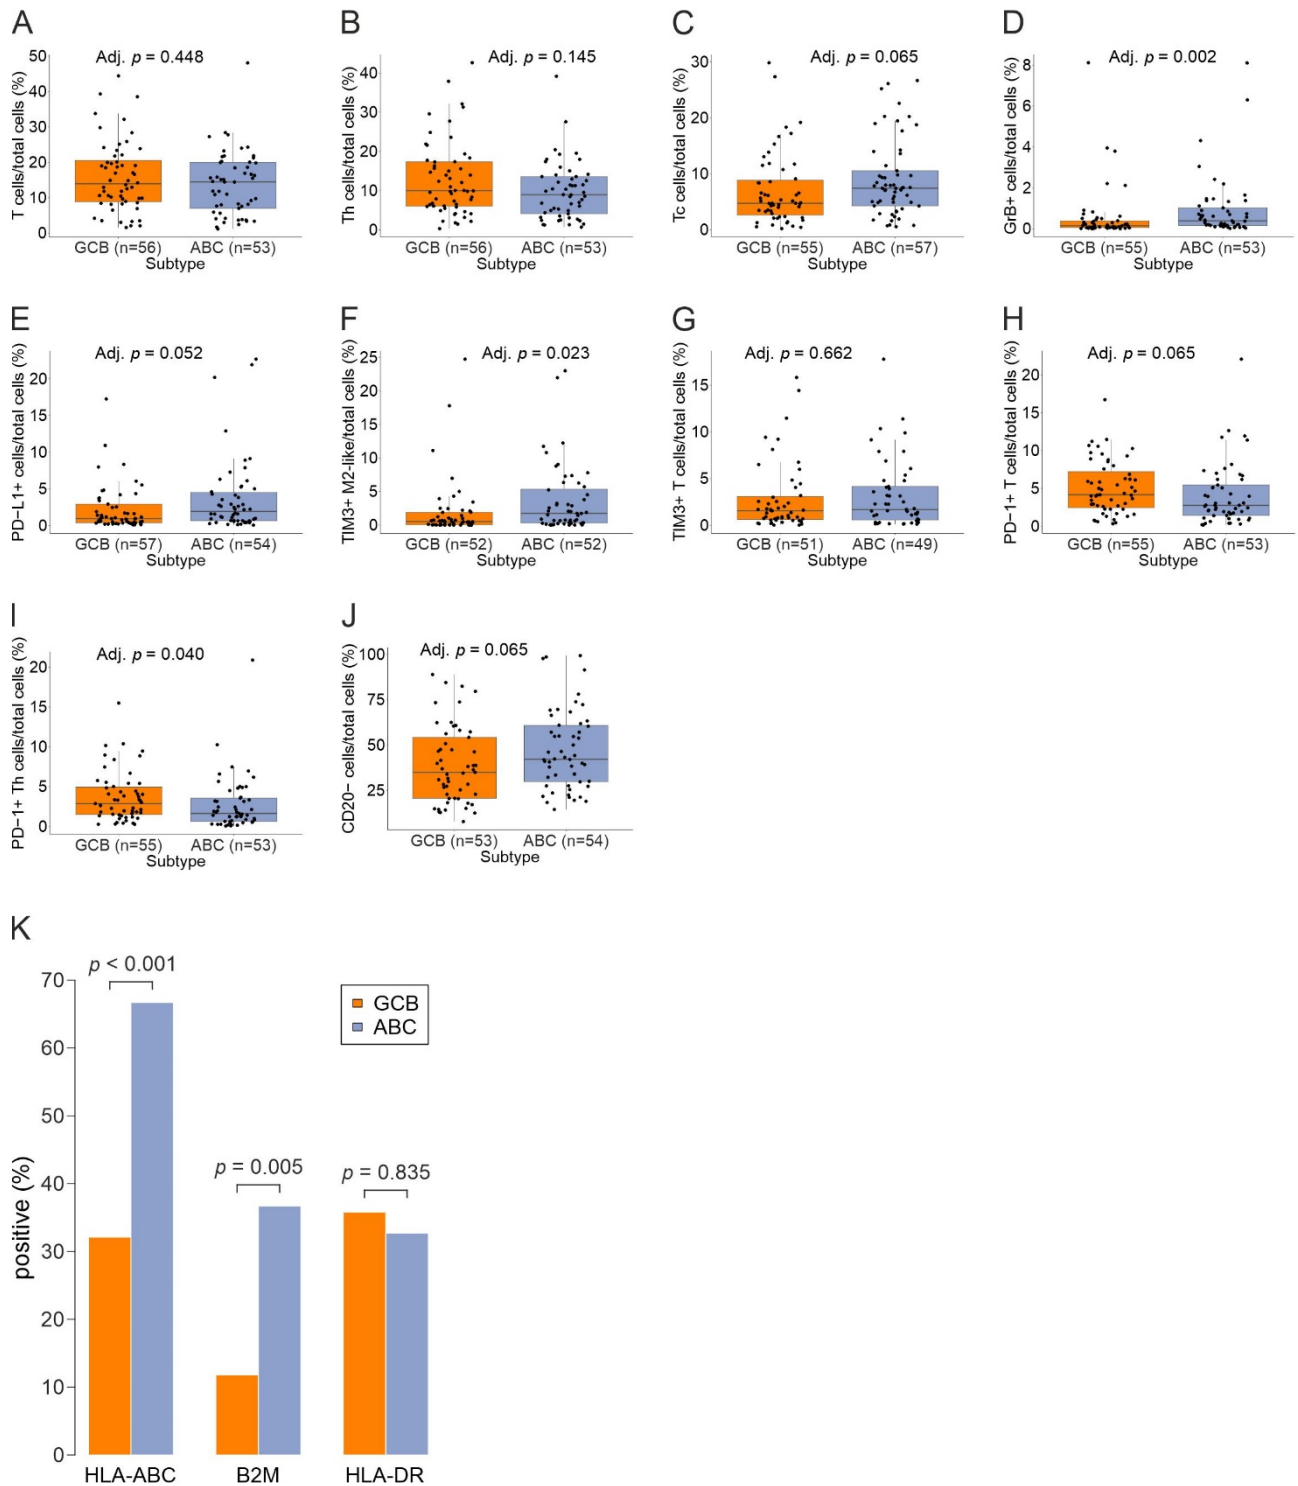 A
Adj. p = 0.448
T cells/total cells (%)
50
40
30
20
10
0
GCB (n=56) ABC (n=53)
Subtype
B
Adj. p = 0.145
Th cells/total cells (%)
40
30
20
10
0
GCB (n=56) ABC (n=53)
Subtype
C
Adj. p = 0.065
Tc cells/total cells (%)
30
20
10
0
GCB (n=55) ABC (n=57)
Subtype
D
Adj. p = 0.002
GrB+ cells/total cells (%)
8
6
4
2
0
GCB (n=55) ABC (n=53)
Subtype
E
Adj. p = 0.052
PD−L1+ cells/total cells (%)
20
15
10
5
0
GCB (n=57) ABC (n=54)
Subtype
F
Adj. p = 0.023
TIM3+ M2-like/total cells (%)
25
20
15
10
5
0
GCB (n=52) ABC (n=52)
Subtype
G
Adj. p = 0.662
TIM3+ T cells/total cells (%)
15
10
5
0
GCB (n=51) ABC (n=49)
Subtype
H
Adj. p = 0.065
PD−1+ T cells/total cells (%)
20
15
10
5
0
GCB (n=55) ABC (n=53)
Subtype
I
Adj. p = 0.040
PD−1+ Th cells/total cells (%)
20
15
10
5
0
GCB (n=55) ABC (n=53)
Subtype
J
Adj. p = 0.065
CD20− cells/total cells (%)
100
75
50
25
GCB (n=53) ABC (n=54)
Subtype
K
p < 0.001
p = 0.005
p = 0.835
GCB
ABC
positive (%)
70
60
50
40
30
20
10
0
HLA-ABC B2M HLA-DR